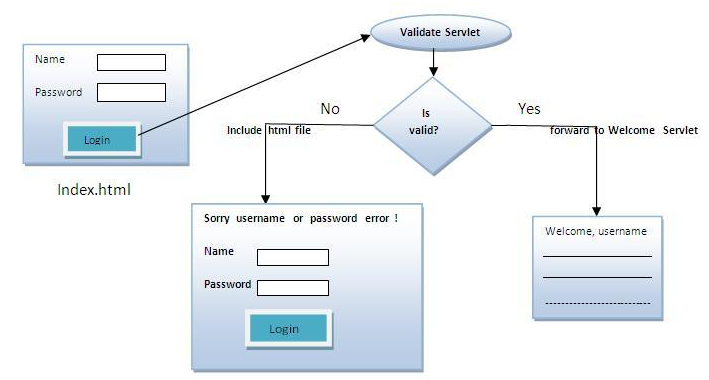 Validate Servlet
Name
Password
Login
Index.html
Is
valid?
No
Yes
Include html file
forward to Welcome Servlet
Sorry username or password error !
Name
Password
Login
Welcome, username